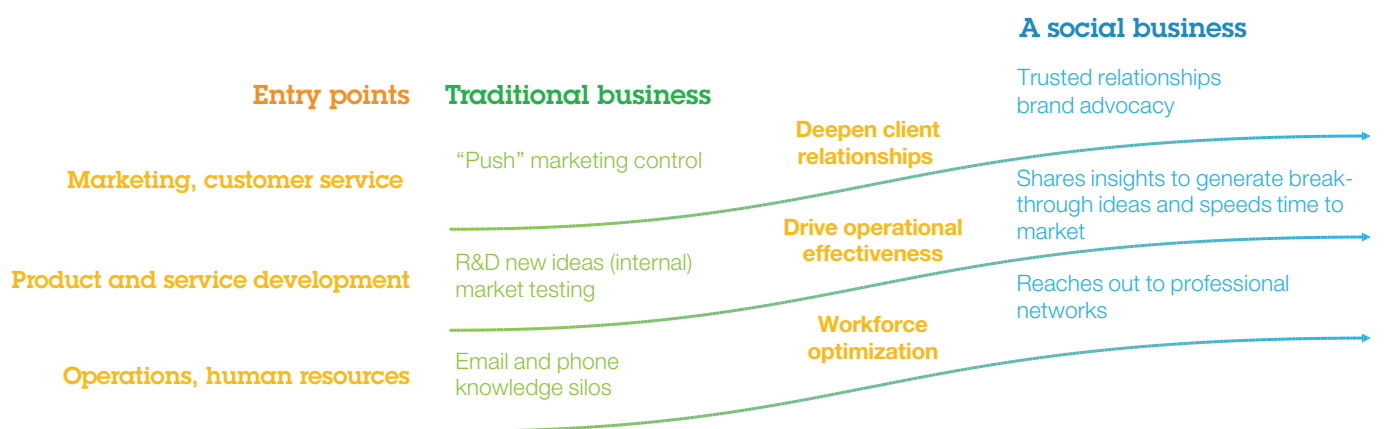 A social business
Entry points
Traditional business
Trusted relationships
brand advocacy
Marketing, customer service
“Push” marketing control
Deepen client
relationships
Shares insights to generate break-
through ideas and speeds time to
market
Product and service development
R&D new ideas (internal)
market testing
Drive operational
effectiveness
Reaches out to professional
networks
Operations, human resources
Email and phone
knowledge silos
Workforce
optimization